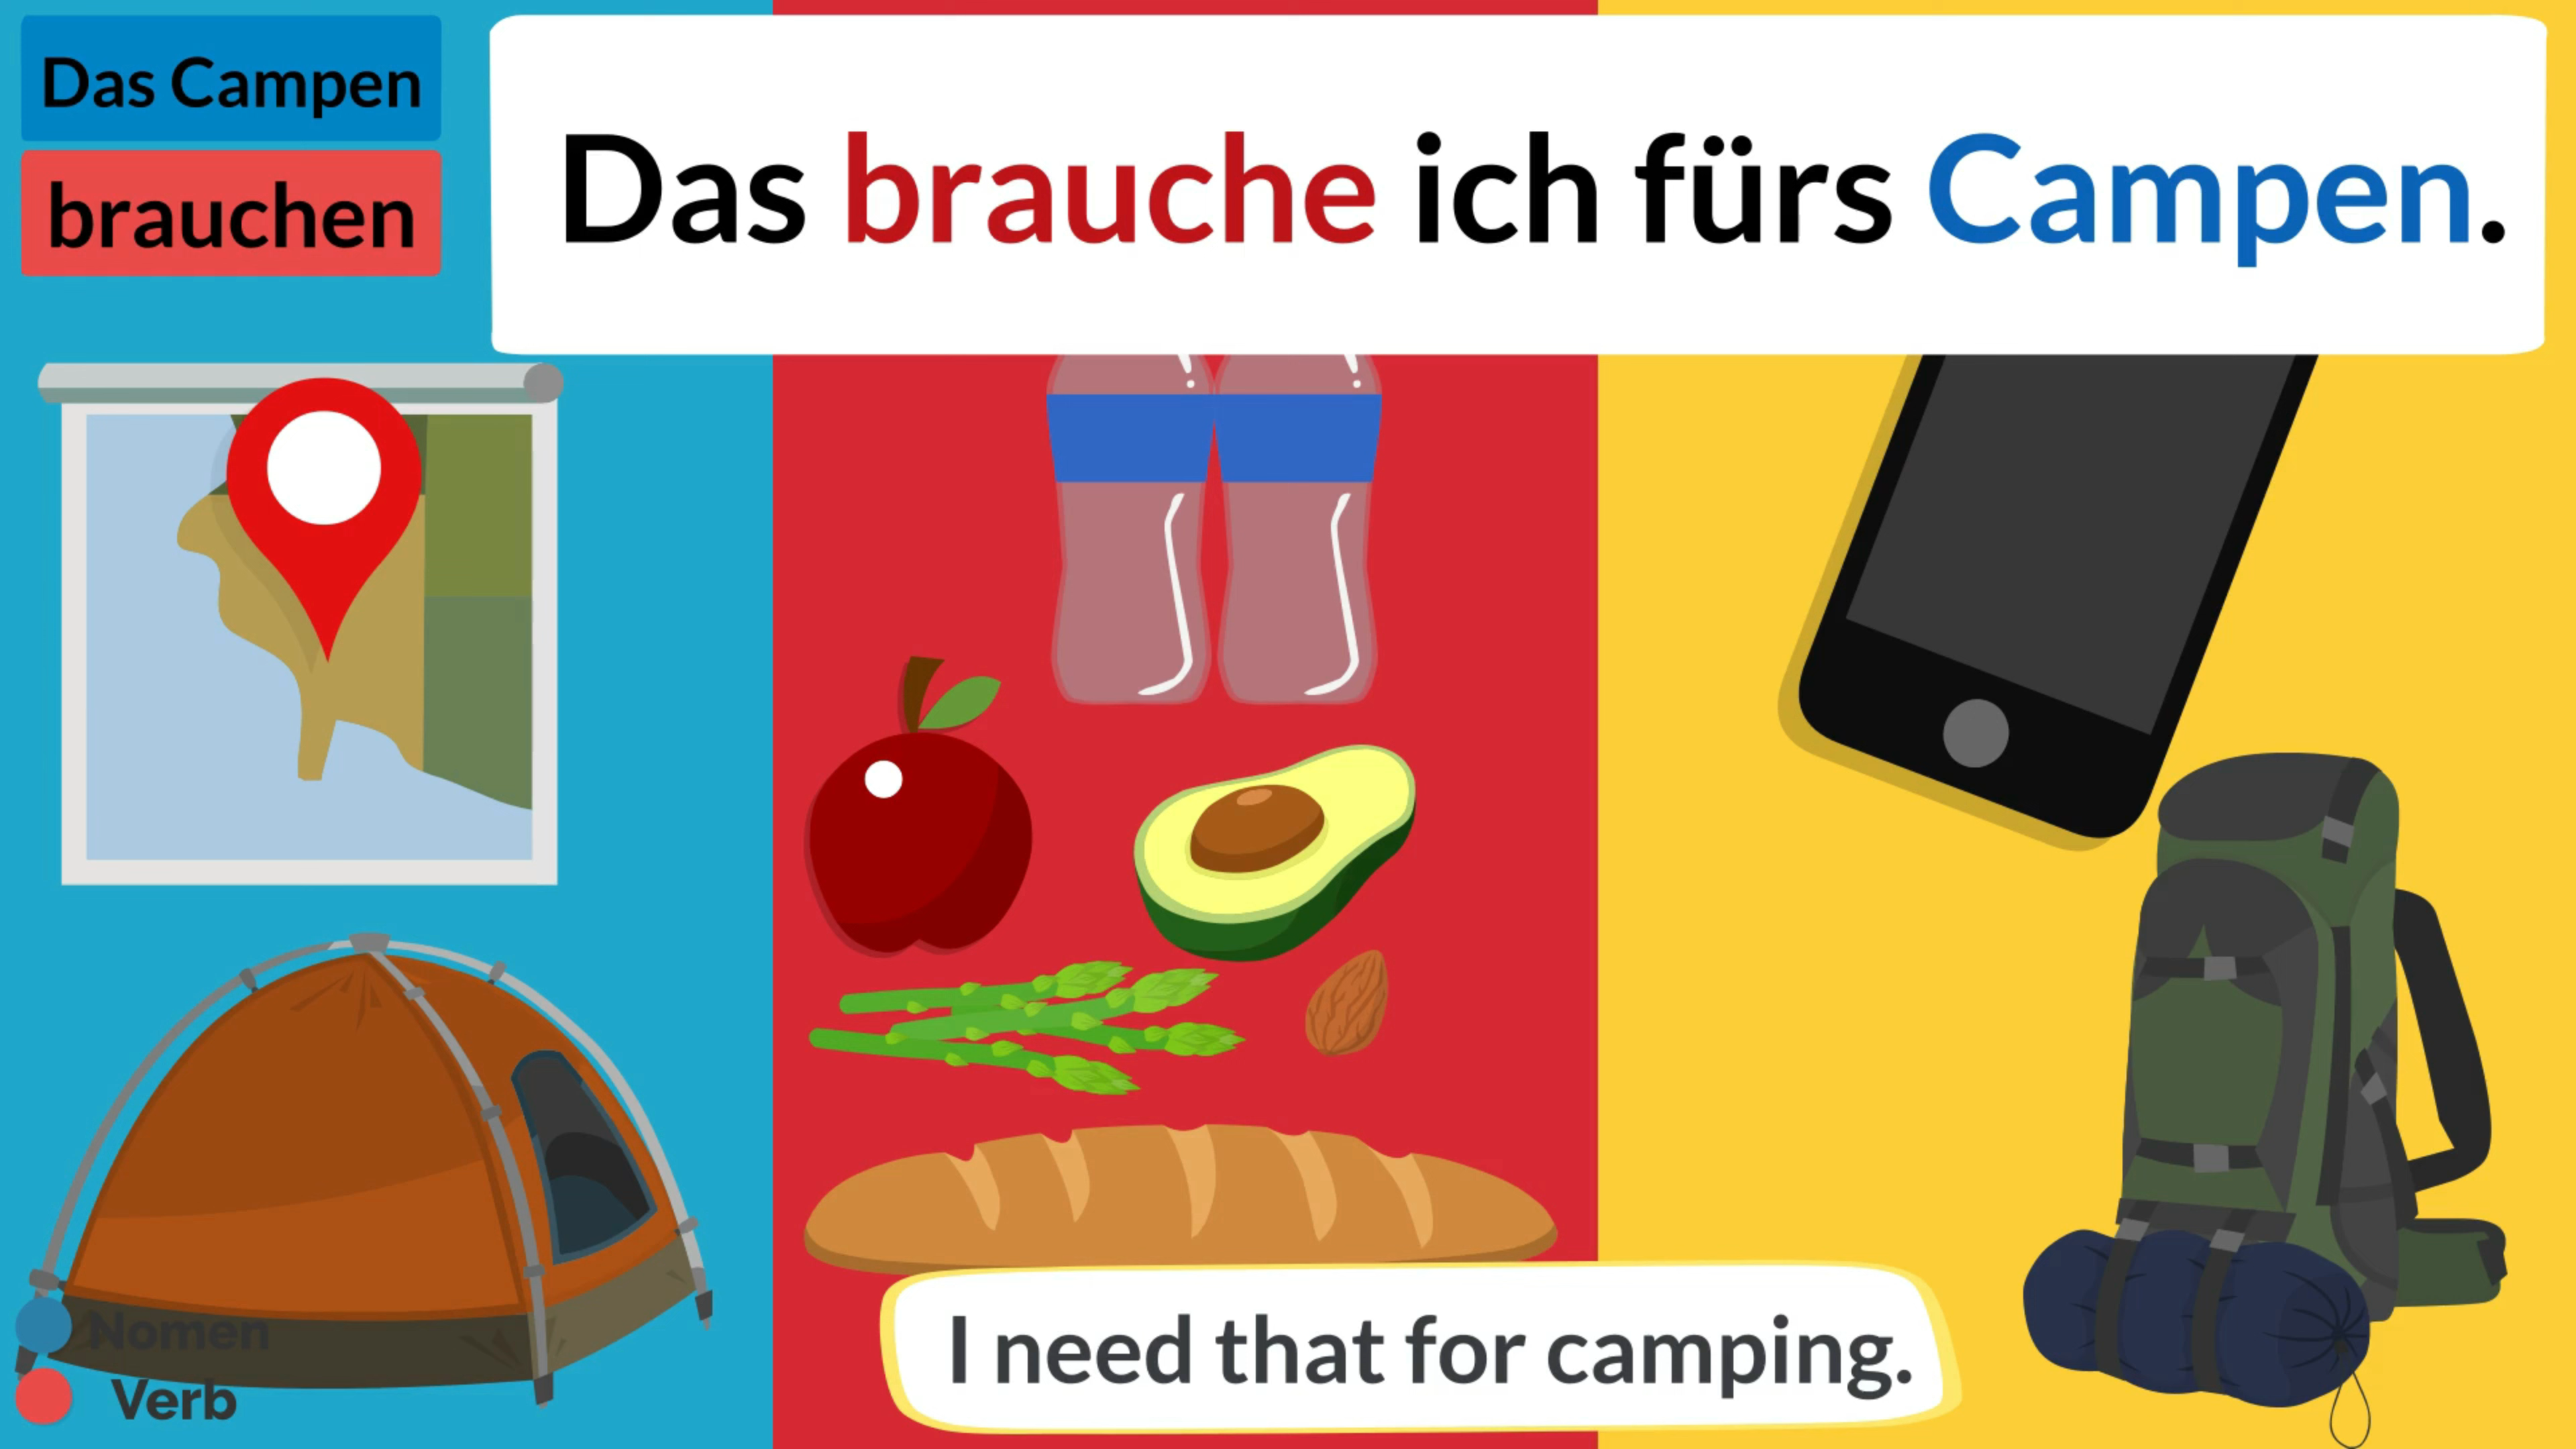 Das Campen
brauchen
Das brauche ich fürs Campen.
Nomen
Verb
I need that for camping.